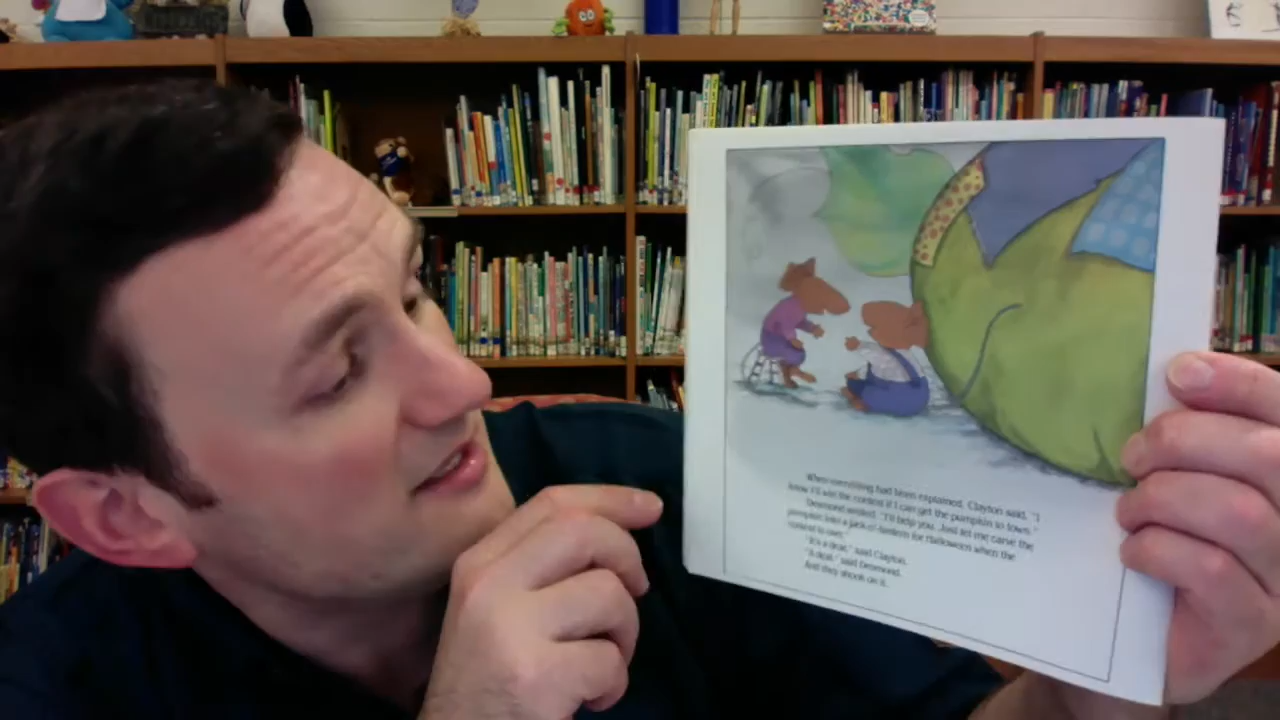 When everything had been explained, Clayton said, "I
know I'll win the contest if I can get the pumpkin to town."
Desmond smiled. "I'll help you. Just let me carve the
pumpkin into a jack-o'-lantern for Halloween when the
contest is over."
"It's a deal," said Clayton.
"A deal," said Desmond.
And they shook on it.